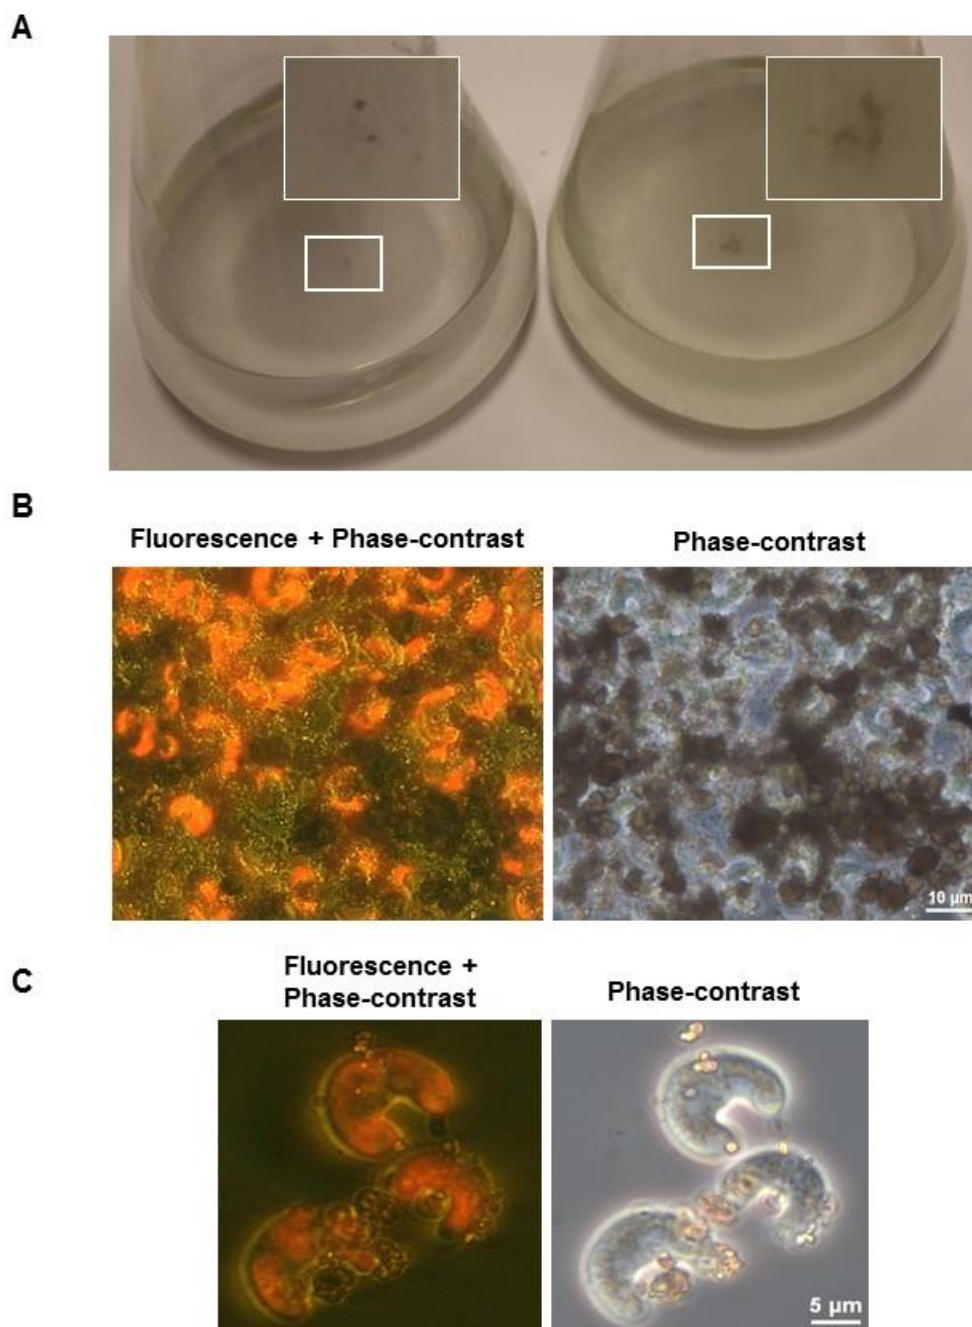 A
B
Fluorescence + Phase-contrast
Phase-contrast
10 µm
C
Fluorescence +
Phase-contrast
Phase-contrast
5 µm